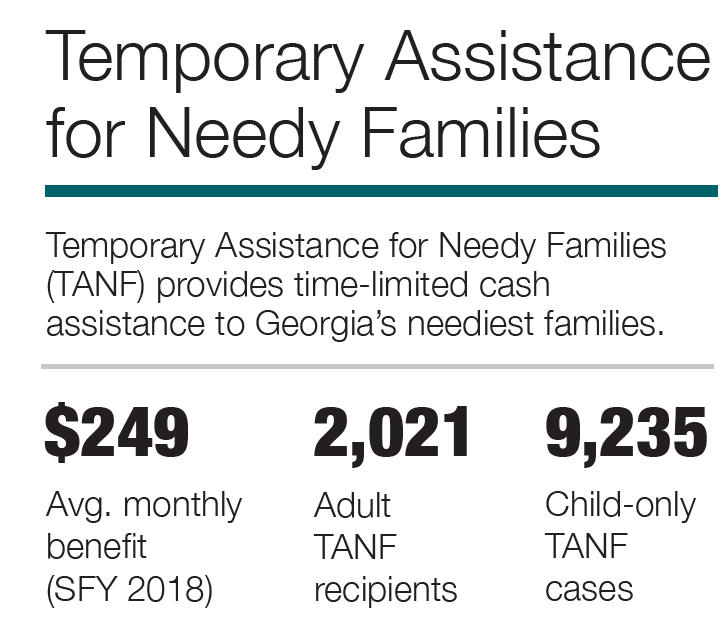 Temporary Assistance
for Needy Families
Temporary Assistance for Needy Families
(TANF) provides time-limited cash
assistance to Georgia’s neediest families.
$249
Avg. monthly
benefit
(SFY 2018)
2,021
Adult
TANF
recipients
9,235
Child-only
TANF
cases